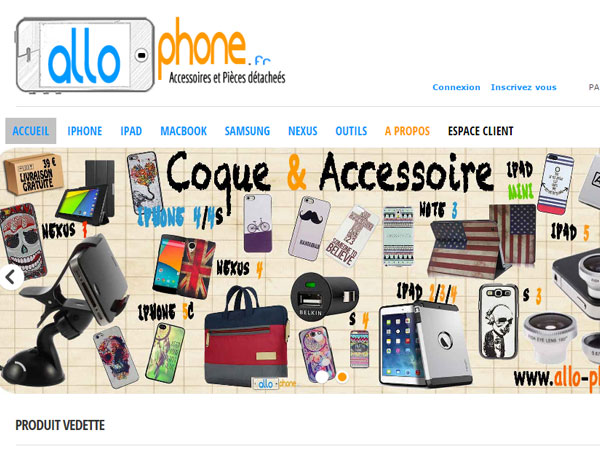 allo phone.fr
Accessoires et Pièces détachéés
Connexion Inscrivez vous PA
ACCUEIL IPHONE IPAD MACBOOK SAMSUNG NEXUS OUTILS A PROPOS ESPACE CLIENT
39 €
LIVRAISON GRATUITE
Coque & Accessoire
IPAD MINI
IPHONE 4/4S
NOTE 3
NEXUS 7
IPAD 5
NEXUS 4
BELIEVE
IPHONE 5C
BELKIN
S 4
IPAD 2/3/4
S 3
allo phone
www.allo-p
PRODUIT VEDETTE